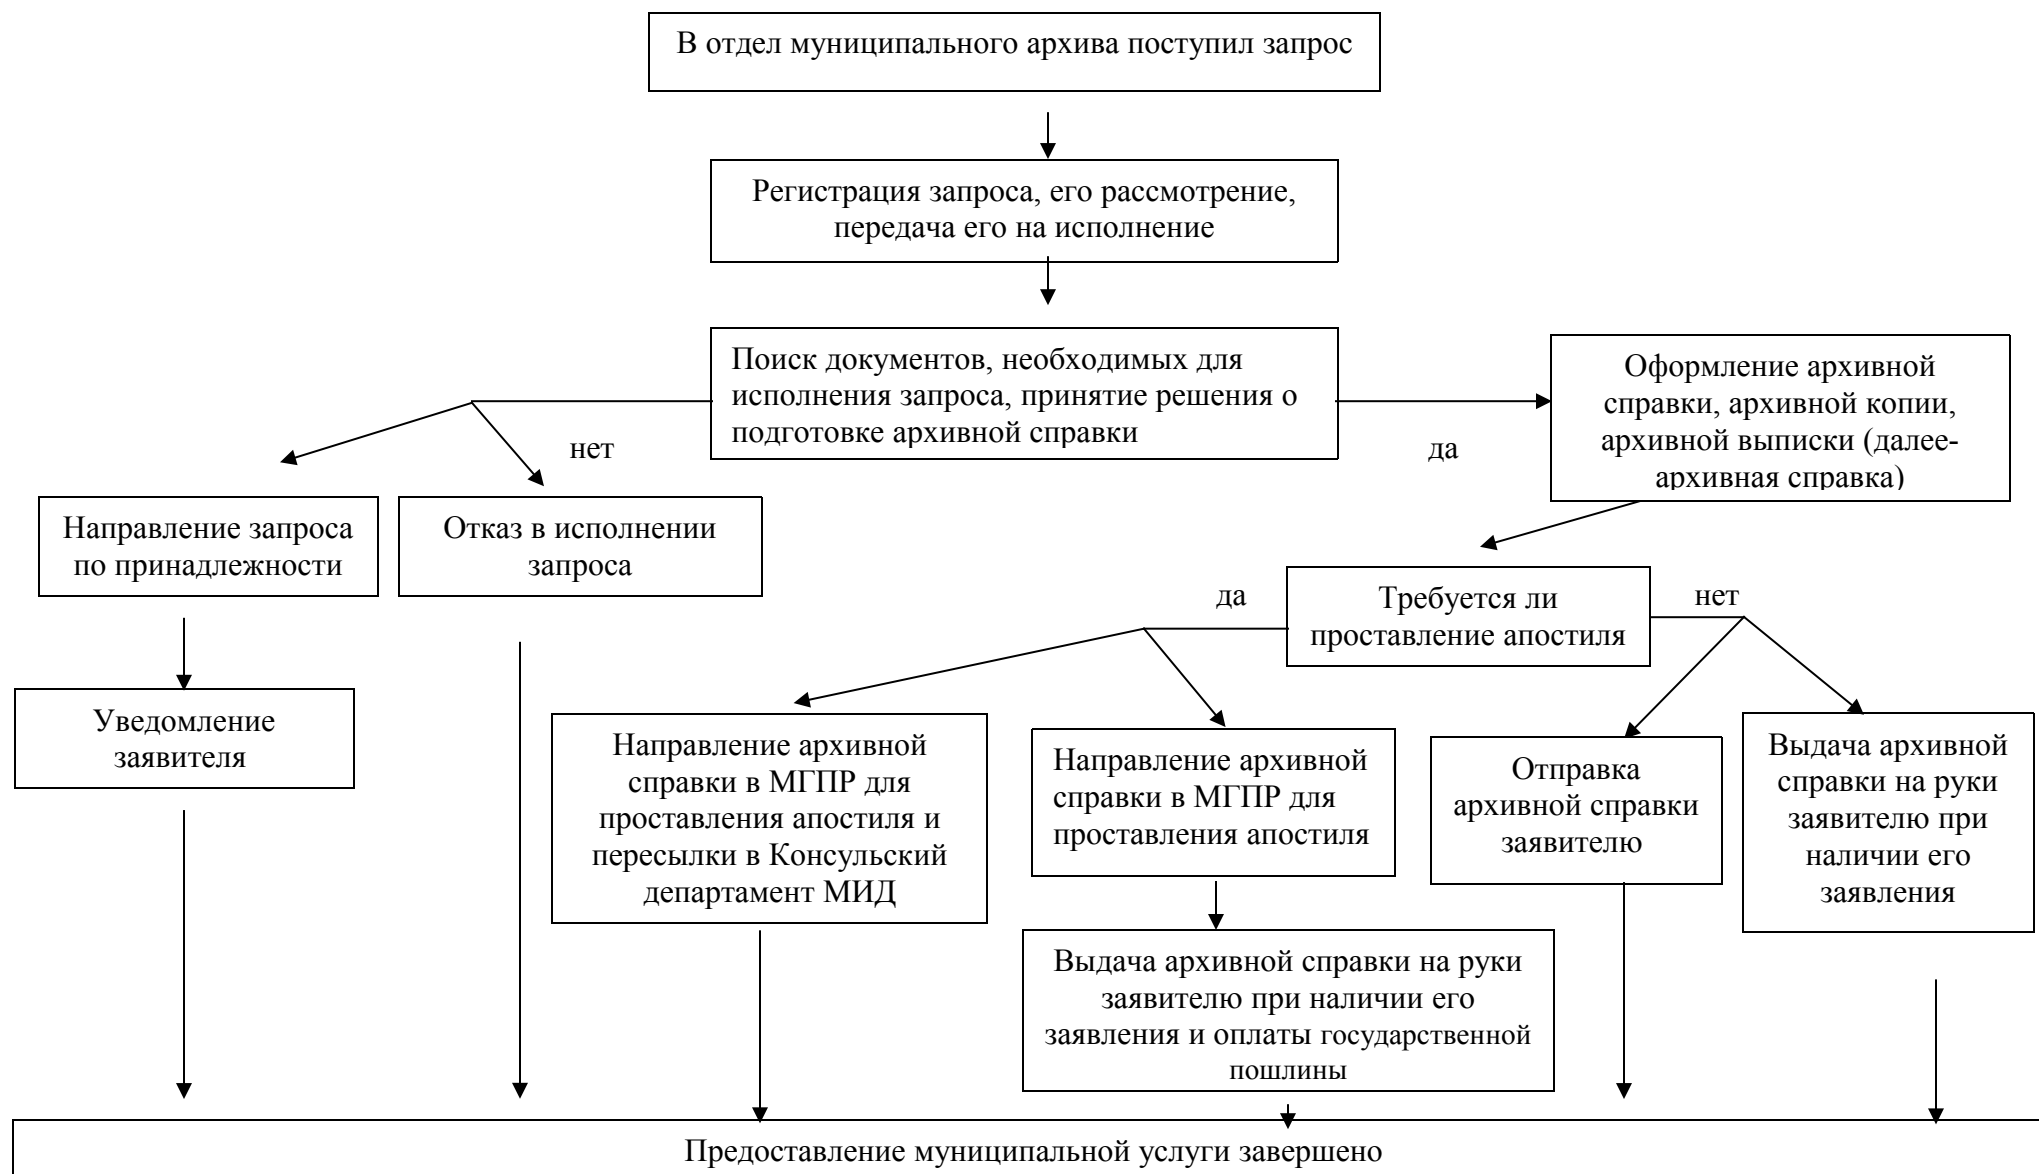 В отдел муниципального архива поступил запрос
Регистрация запроса, его рассмотрение,
передача его на исполнение
Поиск документов, необходимых для
исполнения запроса, принятие решения о
подготовке архивной справки
Оформление архивной
справки, архивной копии,
архивной выписки (далее-
архивная справка)
нет
да
Направление запроса
по принадлежности
Отказ в исполнении
запроса
да
Требуется ли
проставление апостиля
нет
Уведомление
заявителя
Направление архивной
справки в МГПР для
проставления апостиля и
пересылки в Консульский
департамент МИД
Направление архивной
справки в МГПР для
проставления апостиля
Отправка
архивной справки
заявителю
Выдача архивной
справки на руки
заявителю при
наличии его
заявления
Выдача архивной справки на руки
заявителю при наличии его
заявления и оплаты государственной
пошлины
Предоставление муниципальной услуги завершено